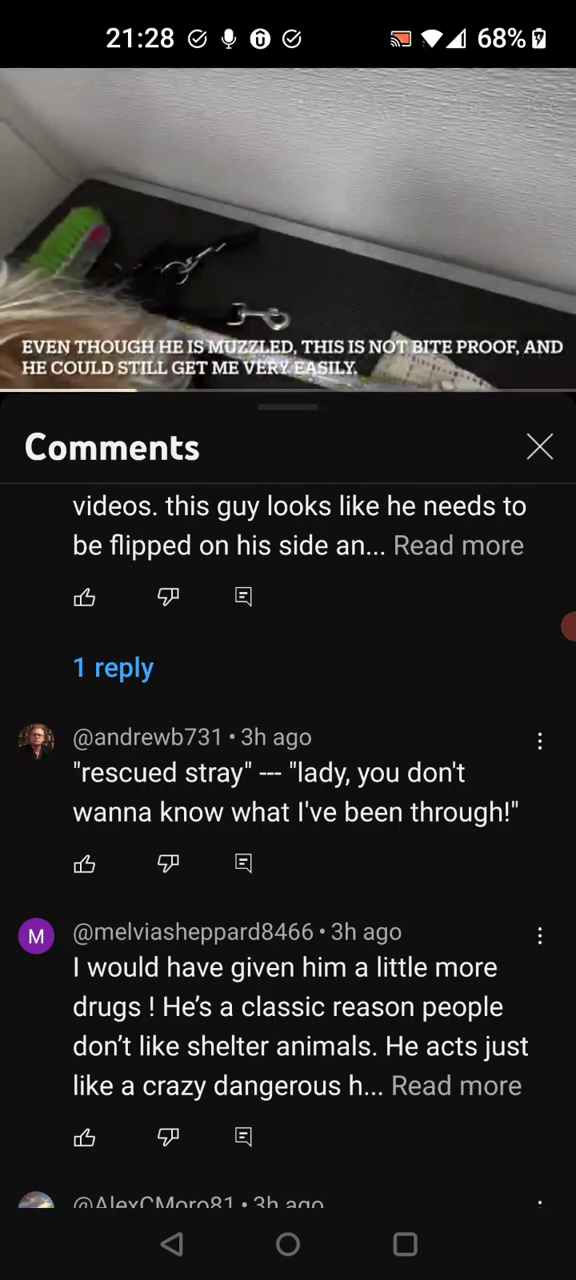 21:28
68%
EVEN THOUGH HE IS MUZZLED, THIS IS NOT BITE PROOF, AND
HE COULD STILL GET ME VERY EASILY.
Comments
videos. this guy looks like he needs to
be flipped on his side an... Read more
1 reply
@andrewb731 • 3h ago
"rescued stray" --- "lady, you don't
wanna know what I've been through!"
M
@melviasheppard8466 • 3h ago
I would have given him a little more
drugs ! He’s a classic reason people
don’t like shelter animals. He acts just
like a crazy dangerous h... Read more
@AlexCMoro81 • 3h ago